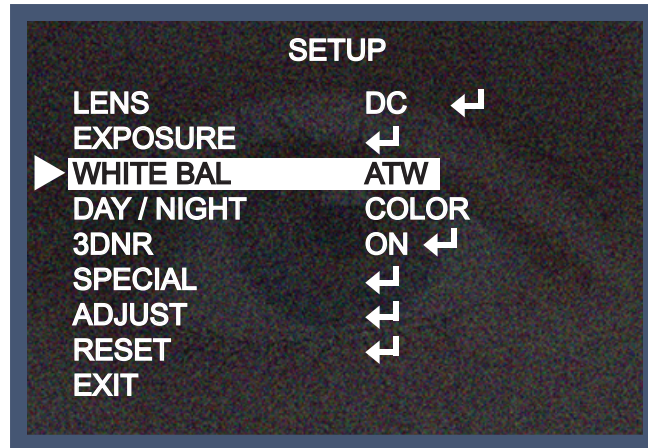 SETUP
LENS DC ↵
EXPOSURE ↵
WHITE BAL ATW
DAY / NIGHT COLOR
3DNR ON ↵
SPECIAL ↵
ADJUST ↵
RESET ↵
EXIT